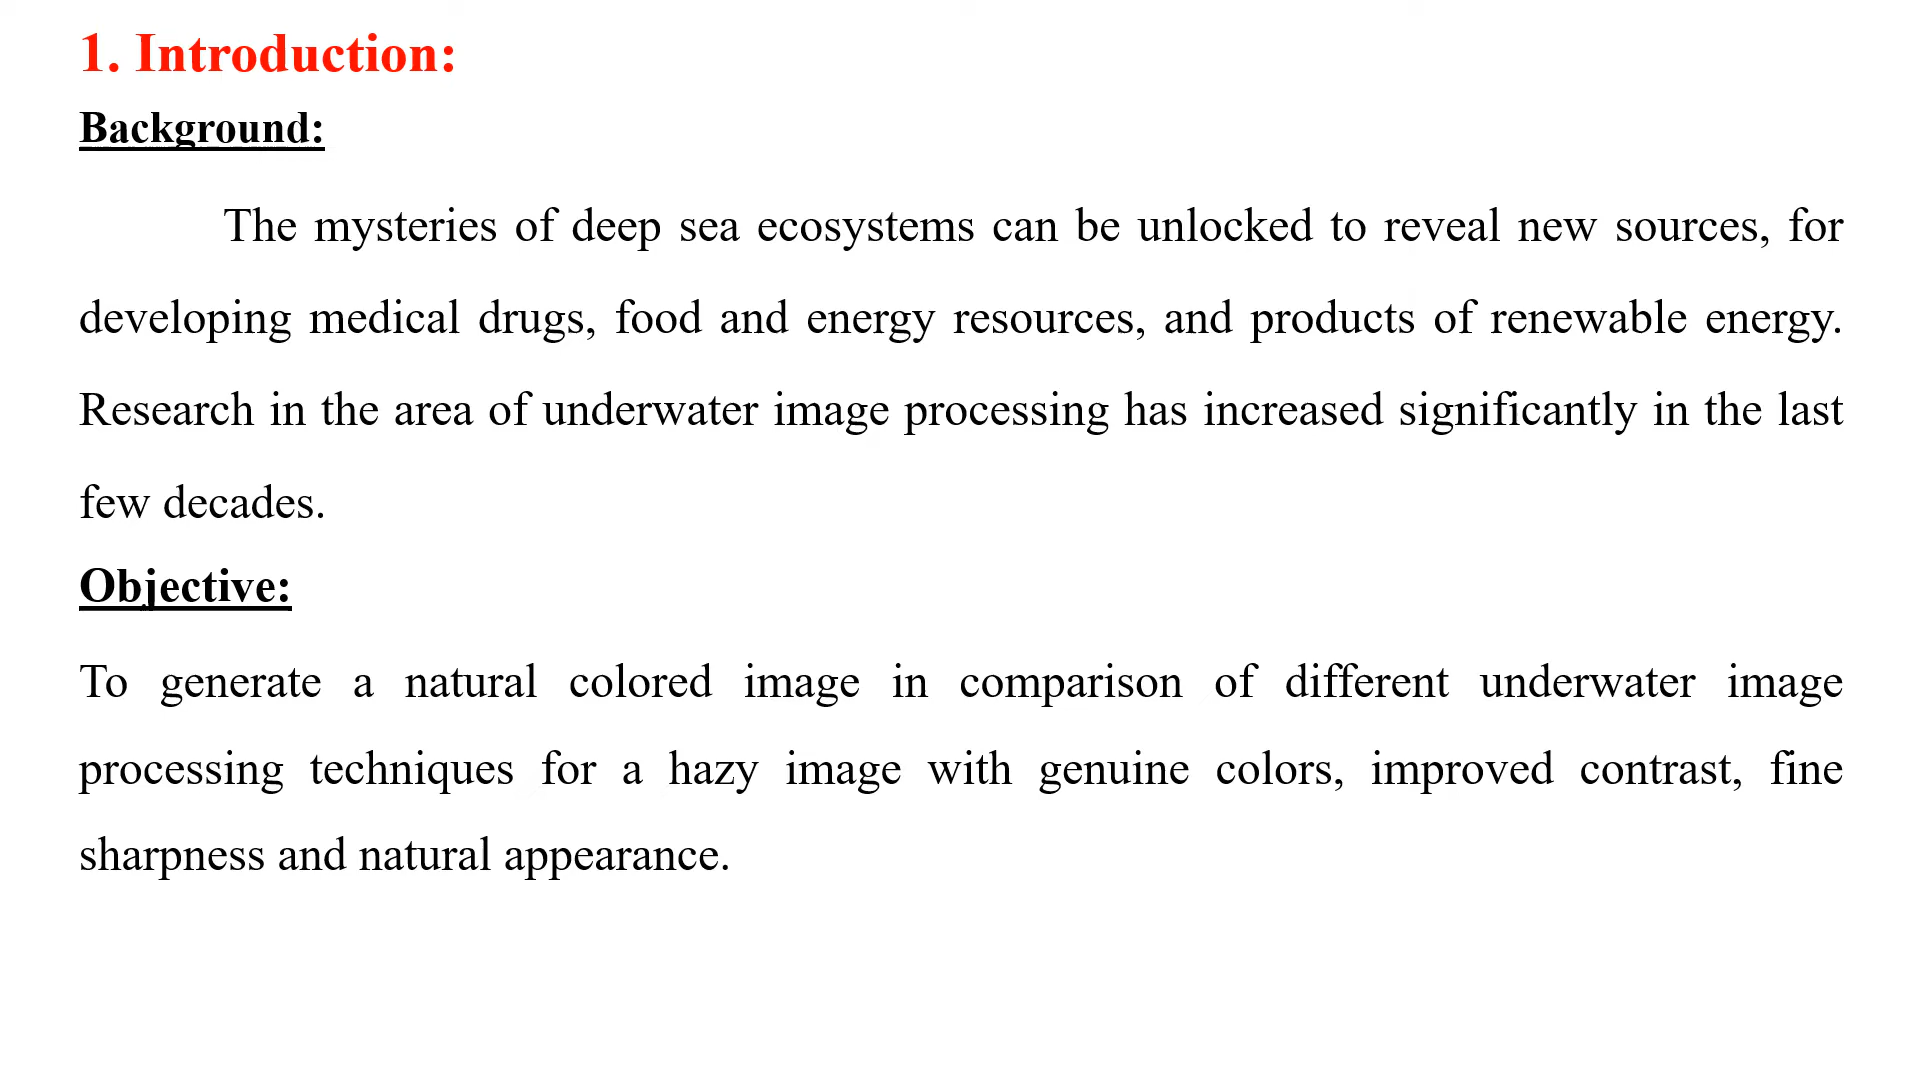 1. Introduction:
Background:
The mysteries of deep sea ecosystems can be unlocked to reveal new sources, for
developing medical drugs, food and energy resources, and products of renewable energy.
Research in the area of underwater image processing has increased significantly in the last
few decades.
Objective:
To generate a natural colored image in comparison of different underwater image
processing techniques for a hazy image with genuine colors, improved contrast, fine
sharpness and natural appearance.